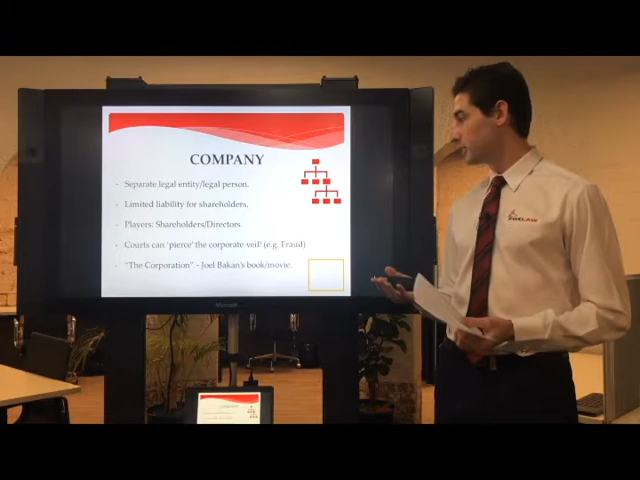 COMPANY
- Separate legal entity/legal person.
- Limited liability for shareholders.
- Players: Shareholders/Directors
- Courts can 'pierce' the corporate veil! (e.g. Fraud)
- "The Corporation" - Joel Bakan's book/movie.
Microsoft